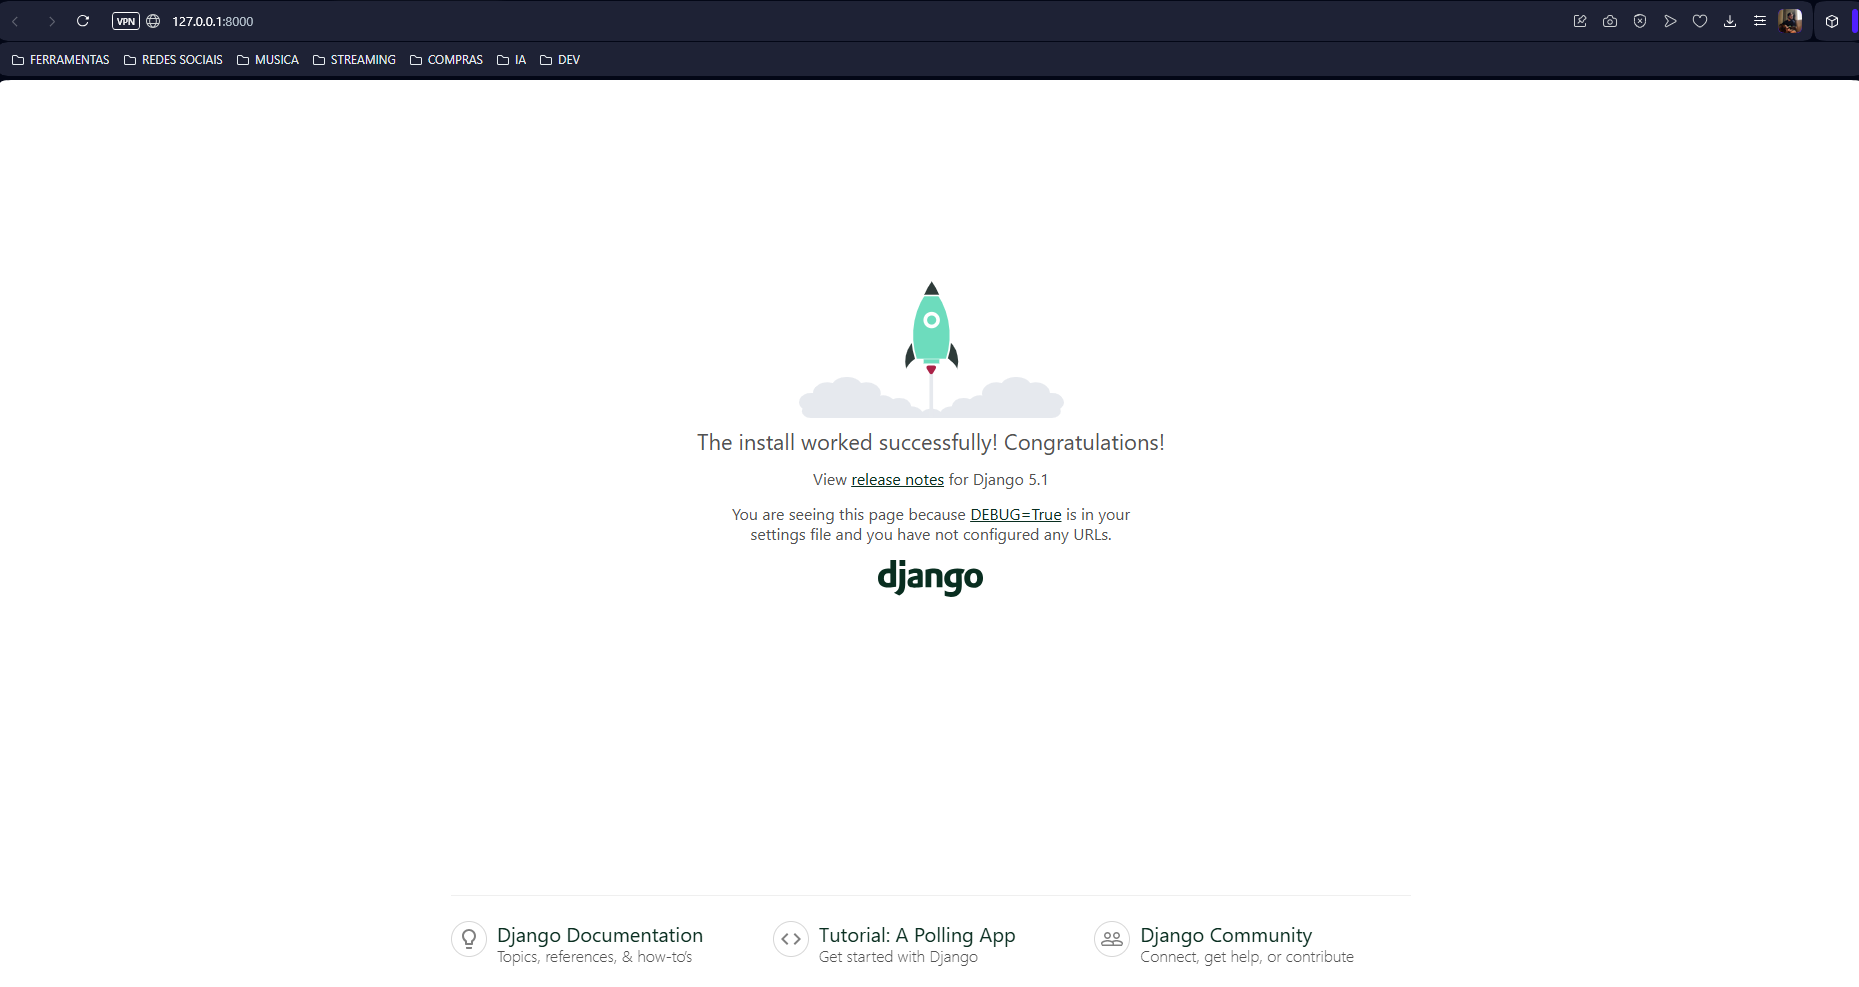 VPN
127.0.0.1:8000
FERRAMENTAS
REDES SOCIAIS
MUSICA
STREAMING
COMPRAS
IA
DEV
The install worked successfully! Congratulations!
View release notes for Django 5.1
You are seeing this page because DEBUG=True is in your
settings file and you have not configured any URLs.
django
Django Documentation
Topics, references, & how-to's
Tutorial: A Polling App
Get started with Django
Django Community
Connect, get help, or contribute